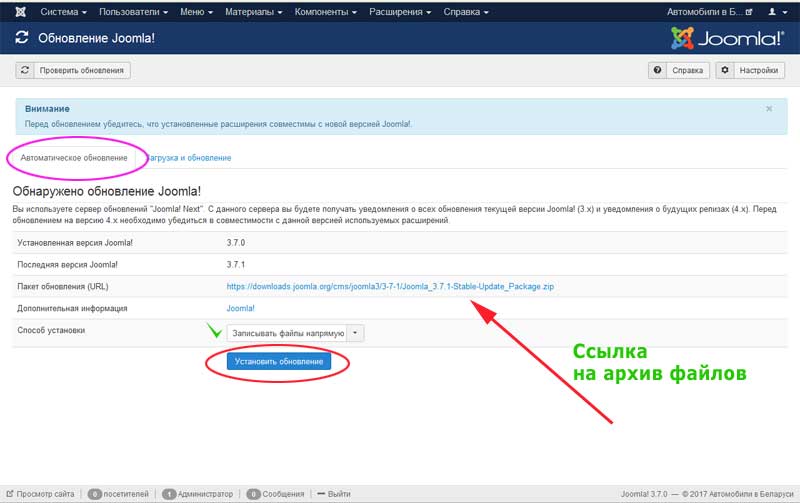 Система Пользователи Меню Материалы Компоненты Расширения Справка Автомобили в Б...
Обновление Joomla! Joomla!®
Проверить обновления Справка Настройки
Внимание ×
Перед обновлением убедитесь, что установленные расширения совместимы с новой версией Joomla!.
Автоматическое обновление Загрузка и обновление
Обнаружено обновление Joomla!
Вы используете сервер обновлений "Joomla! Next". С данного сервера вы будете получать уведомления о всех обновления текущей версии Joomla! (3.x) и уведомления о будущих релизах (4.x). Перед
обновлением на версию 4.x необходимо убедиться в совместимости с данной версией используемых расширений.
Установленная версия Joomla! 3.7.0
Последняя версия Joomla! 3.7.1
Пакет обновления (URL) https://downloads.joomla.org/cms/joomla3/3-7-1/Joomla_3.7.1-Stable-Update_Package.zip
Дополнительная информация Joomla!
Способ установки Записывать файлы напрямую
Установить обновление
Ссылка
на архив файлов
Просмотр сайта 0 посетителей 1 Администратор 0 Сообщения Выйти Joomla! 3.7.0 — © 2017 Автомобили в Беларуси